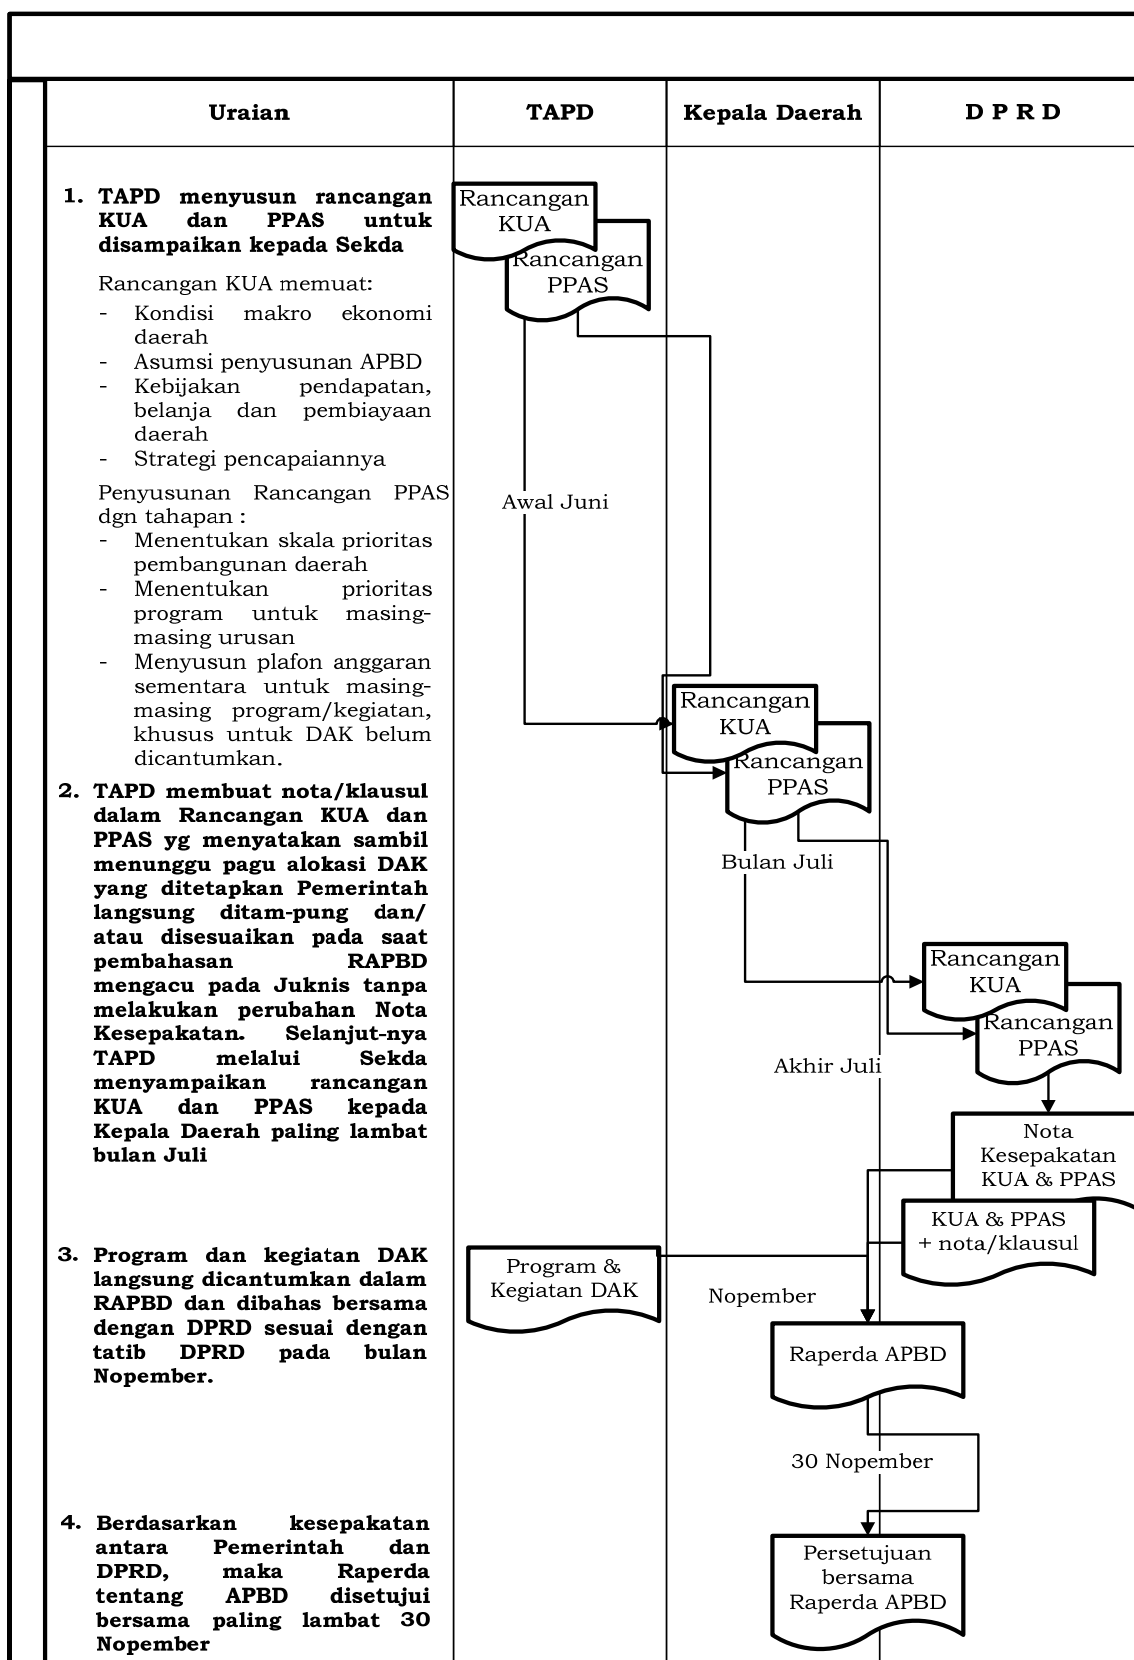 Uraian
TAPD
Kepala Daerah
D P R D
1. TAPD menyusun rancangan
KUA dan PPAS untuk
disampaikan kepada Sekda
Rancangan KUA memuat:
- Kondisi makro ekonomi
daerah
- Asumsi penyusunan APBD
- Kebijakan pendapatan,
belanja dan pembiayaan
daerah
- Strategi pencapaiannya
Penyusunan Rancangan PPAS
dgn tahapan :
- Menentukan skala prioritas
pembangunan daerah
- Menentukan prioritas
program untuk masing-
masing urusan
- Menyusun plafon anggaran
sementara untuk masing-
masing program/kegiatan,
khusus untuk DAK belum
dicantumkan.
2. TAPD membuat nota/klausul
dalam Rancangan KUA dan
PPAS yg menyatakan sambil
menunggu pagu alokasi DAK
yang ditetapkan Pemerintah
langsung ditam-pung dan/
atau disesuaikan pada saat
pembahasan RAPBD
mengacu pada Juknis tanpa
melakukan perubahan Nota
Kesepakatan. Selanjut-nya
TAPD melalui Sekda
menyampaikan rancangan
KUA dan PPAS kepada
Kepala Daerah paling lambat
bulan Juli
3. Program dan kegiatan DAK
langsung dicantumkan dalam
RAPBD dan dibahas bersama
dengan DPRD sesuai dengan
tatib DPRD pada bulan
Nopember.
4. Berdasarkan kesepakatan
antara Pemerintah dan
DPRD, maka Raperda
tentang APBD disetujui
bersama paling lambat 30
Nopember
Rancangan
KUA
Rancangan
PPAS
Awal Juni
Rancangan
KUA
Rancangan
PPAS
Bulan Juli
Rancangan
KUA
Rancangan
PPAS
Akhir Juli
Nota
Kesepakatan
KUA & PPAS
KUA & PPAS
+ nota/klausul
Program &
Kegiatan DAK
Nopember
Raperda APBD
30 Nopember
Persetujuan
bersama
Raperda APBD